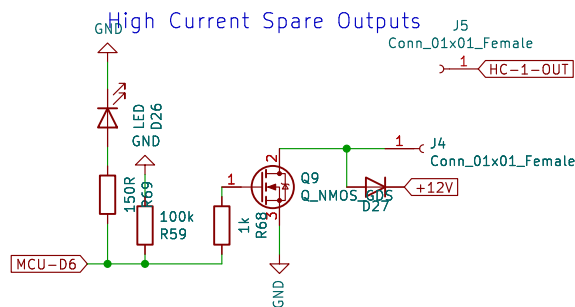 High Current Spare Outputs
GND
J5
Conn_01x01_Female
1
HC-1-OUT
LED
D26
GND
150R
R69
100k
R59
1k
R68
1
2
3
Q9
Q_NMOS_GDS
1
J4
Conn_01x01_Female
+12V
D27
MCU-D6
GND